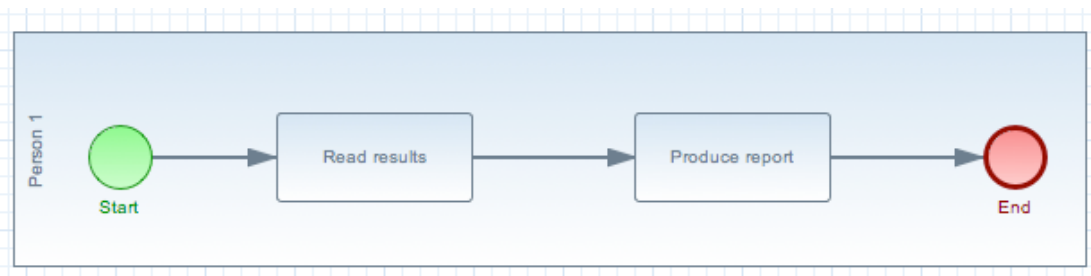 Person 1
Start
Read results
Produce report
End